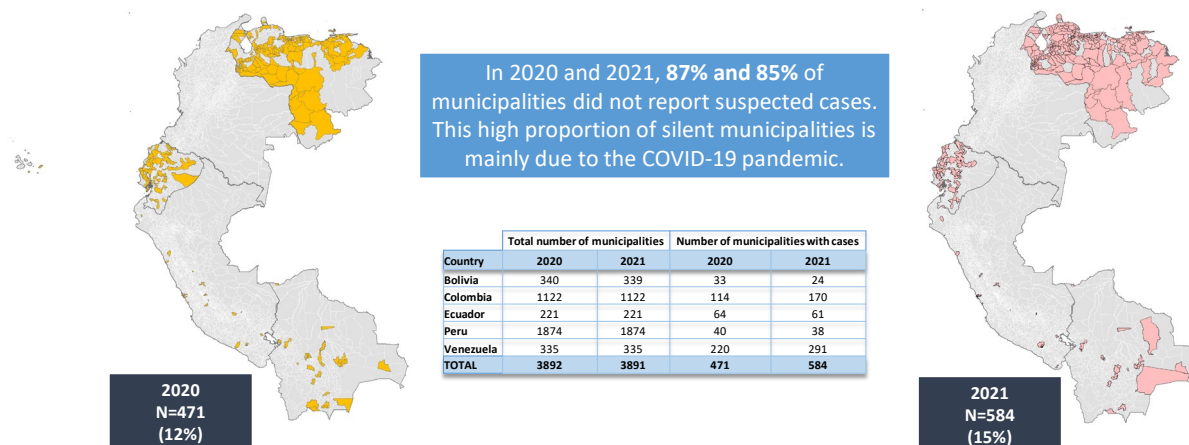 In 2020 and 2021, 87% and 85% of
municipalities did not report suspected cases.
This high proportion of silent municipalities is
mainly due to the COVID-19 pandemic.
Total number of municipalities Number of municipalities with cases
Country 2020 2021 2020 2021
Bolivia 340 339 33 24
Colombia 1122 1122 114 170
Ecuador 221 221 64 61
Peru 1874 1874 40 38
Venezuela 335 335 220 291
TOTAL 3892 3891 471 584
2020
N=471
(12%)
2021
N=584
(15%)